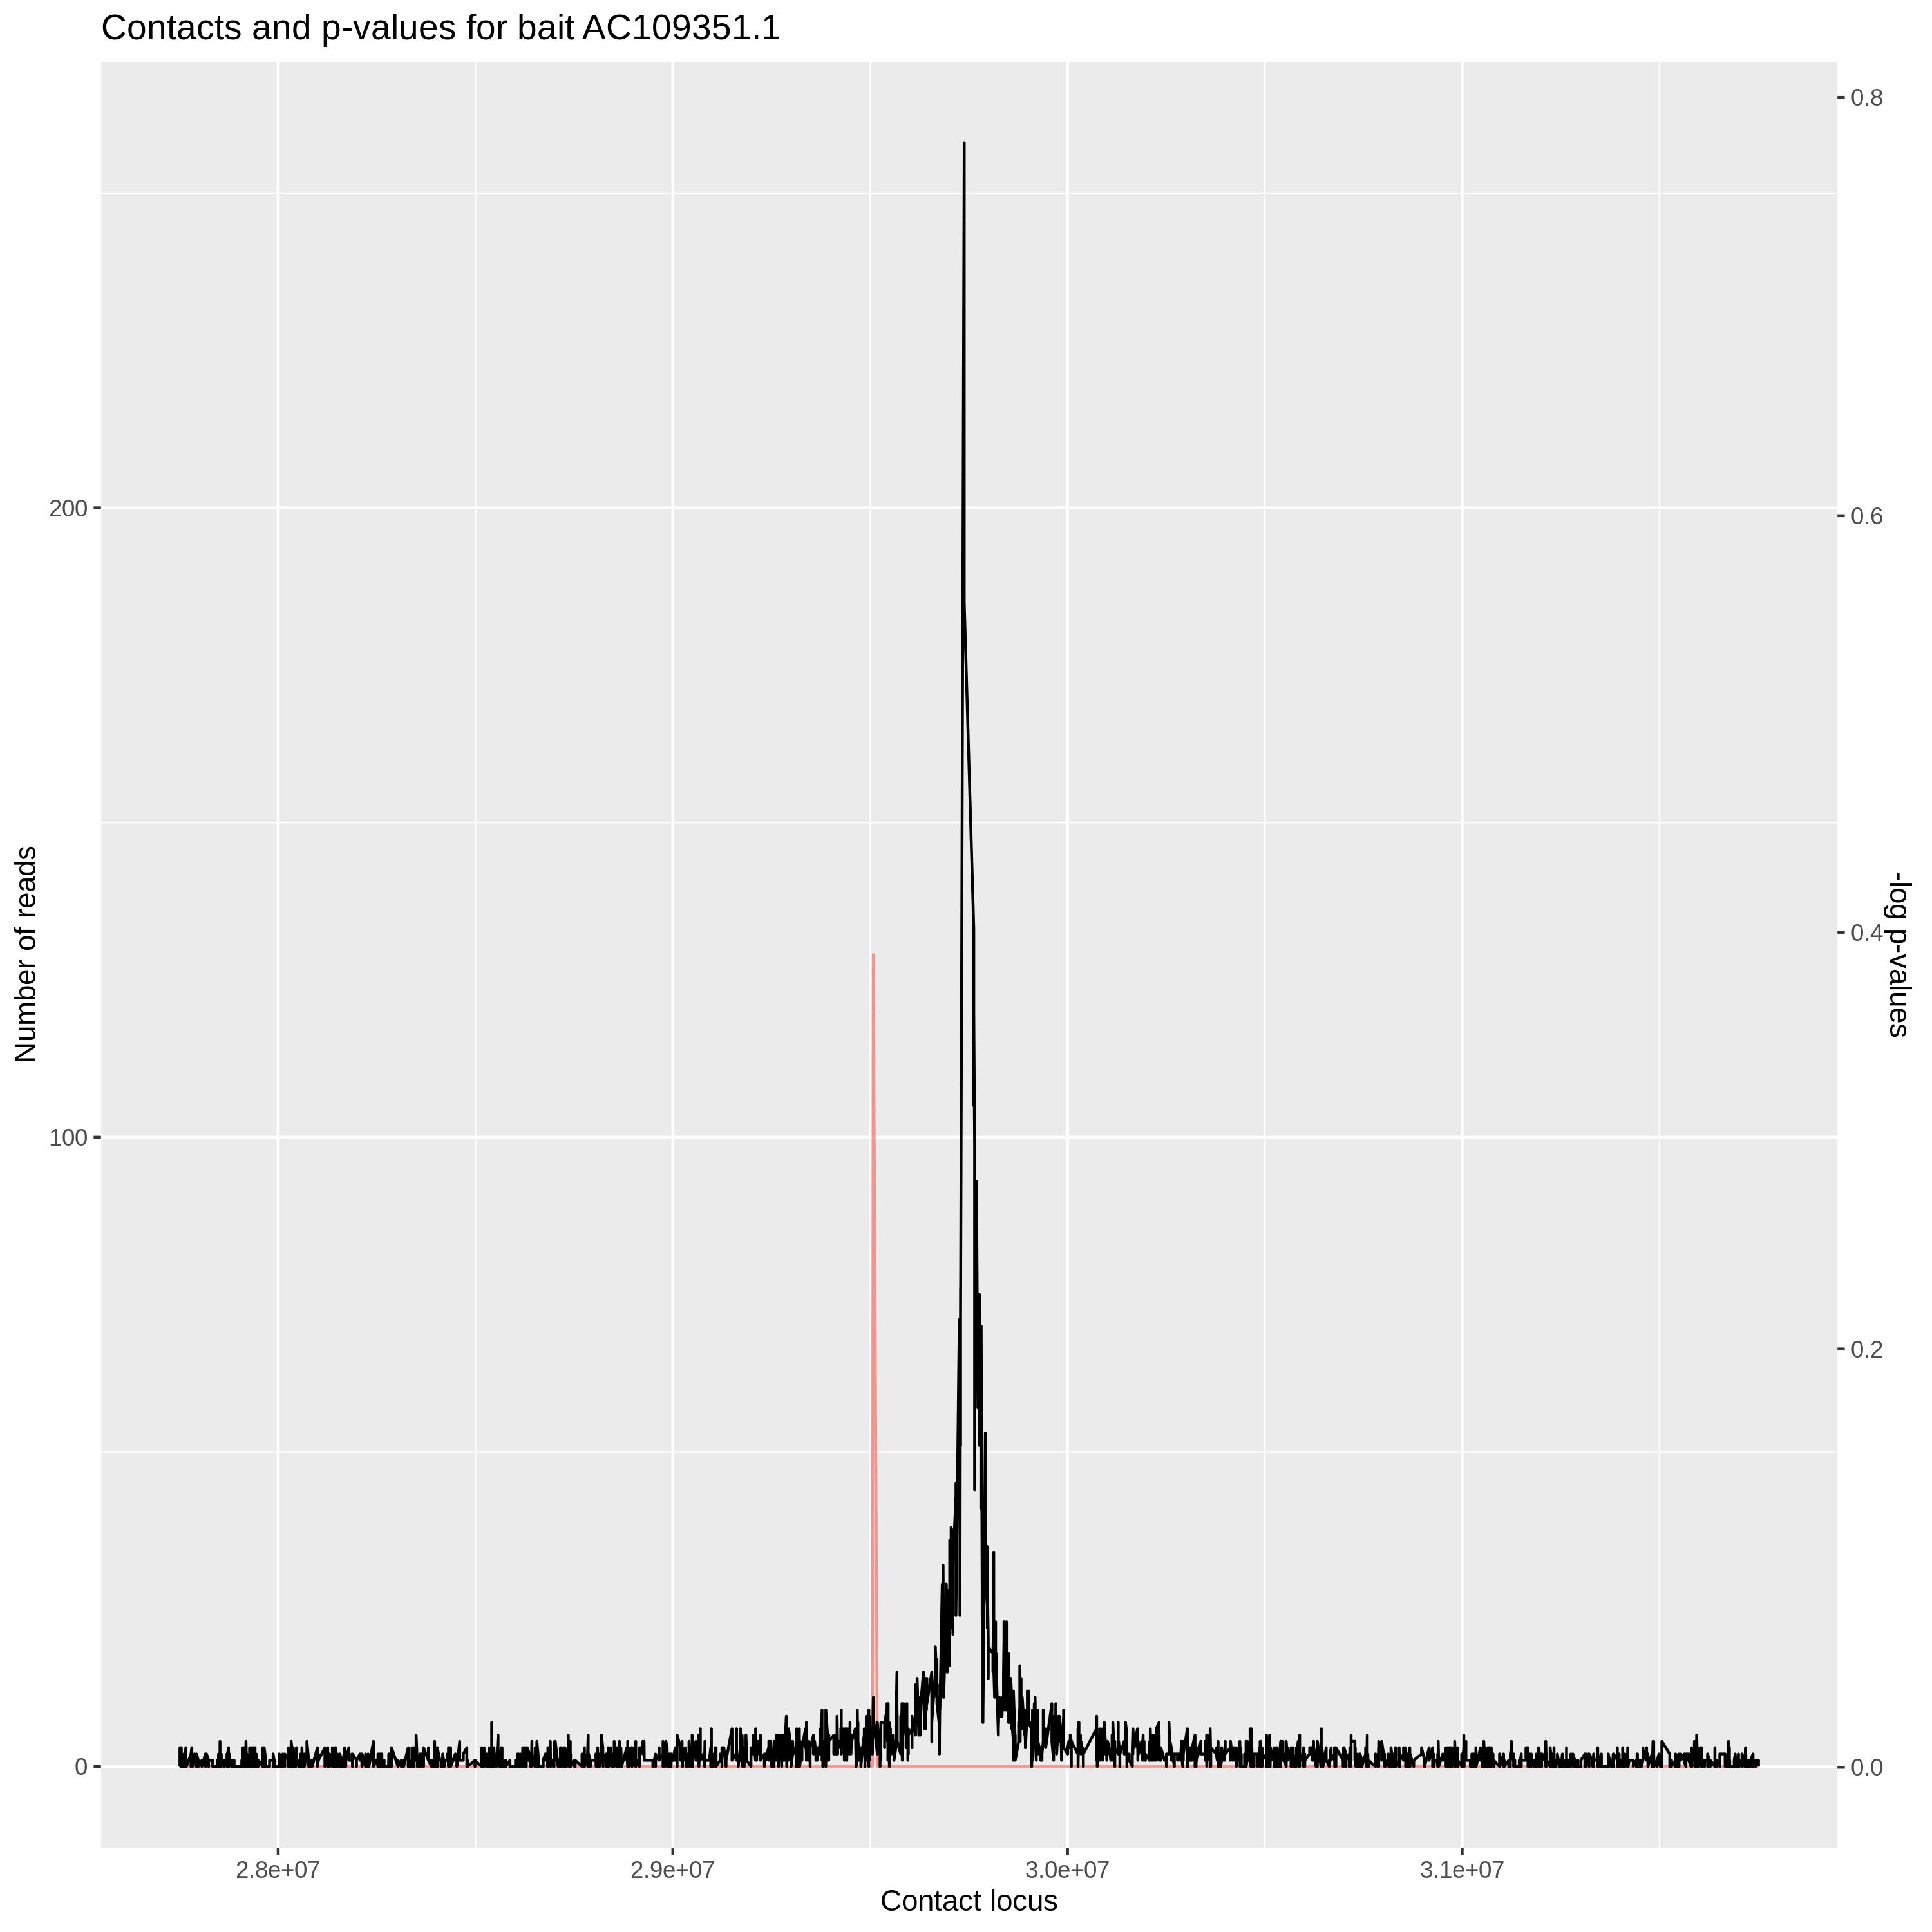 Contacts and p-values for bait AC109351.1
Number of reads
200
100
0
0.8
0.6
0.4
0.2
0.0
-log p-values
2.8e+07
2.9e+07
3.0e+07
3.1e+07
Contact locus